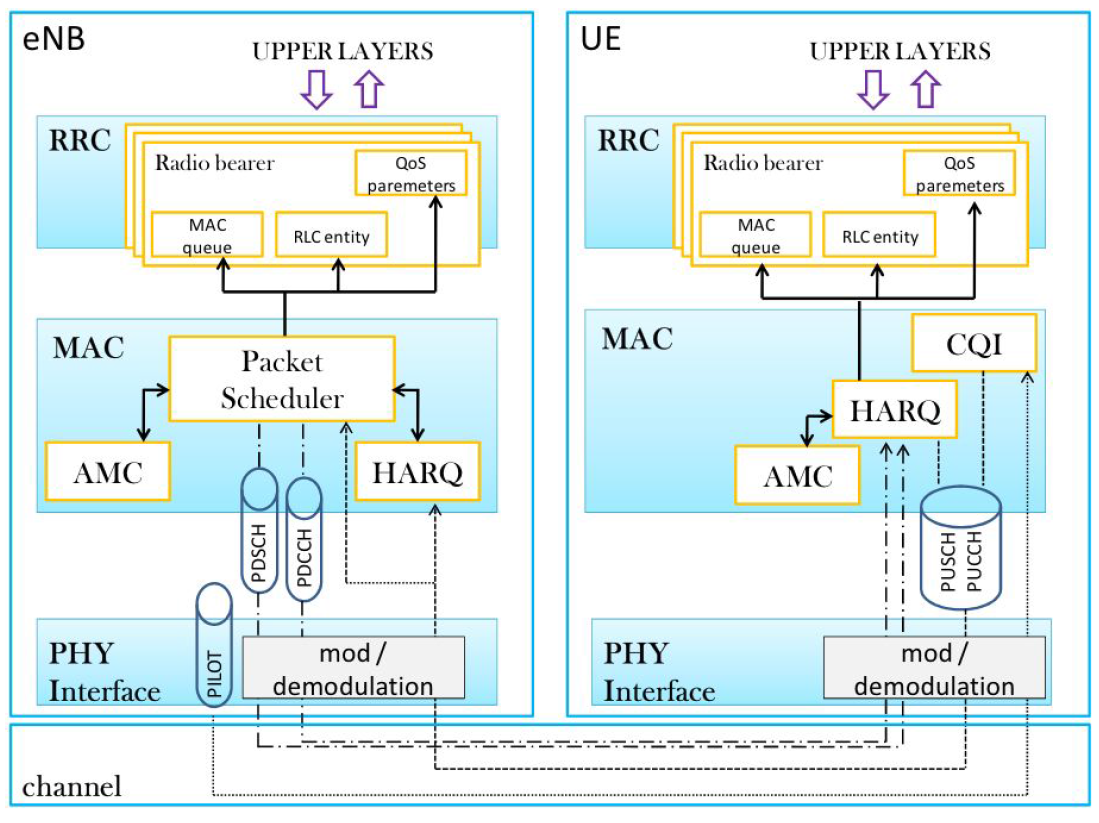 eNB
UPPER LAYERS
RRC
Radio bearer
QoS
paremeters
MAC
queue
RLC entity
MAC
Packet
Scheduler
AMC
HARQ
PDSCH
PDCCH
PILOT
PHY
Interface
mod /
demodulation
UE
UPPER LAYERS
RRC
Radio bearer
QoS
paremeters
MAC
queue
RLC entity
MAC
CQI
HARQ
AMC
PUSCH
PUCCH
PHY
Interface
mod /
demodulation
channel